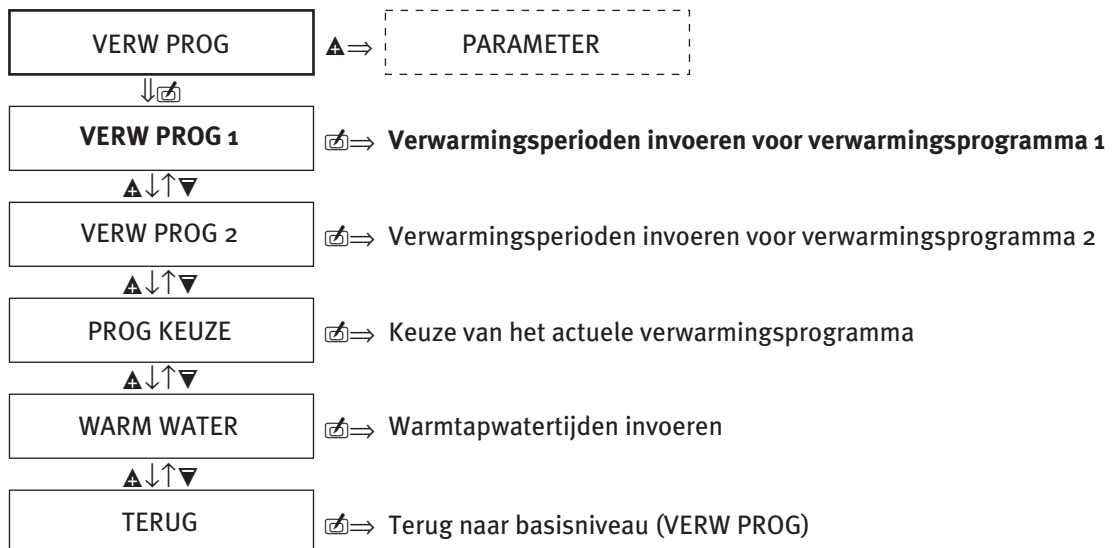 VERW PROG PARAMETER
VERW PROG 1 Verwarmingsperioden invoeren voor verwarmingsprogramma 1
VERW PROG 2 Verwarmingsperioden invoeren voor verwarmingsprogramma 2
PROG KEUZE Keuze van het actuele verwarmingsprogramma
WARM WATER Warmtapwatertijden invoeren
TERUG Terug naar basisniveau (VERW PROG)